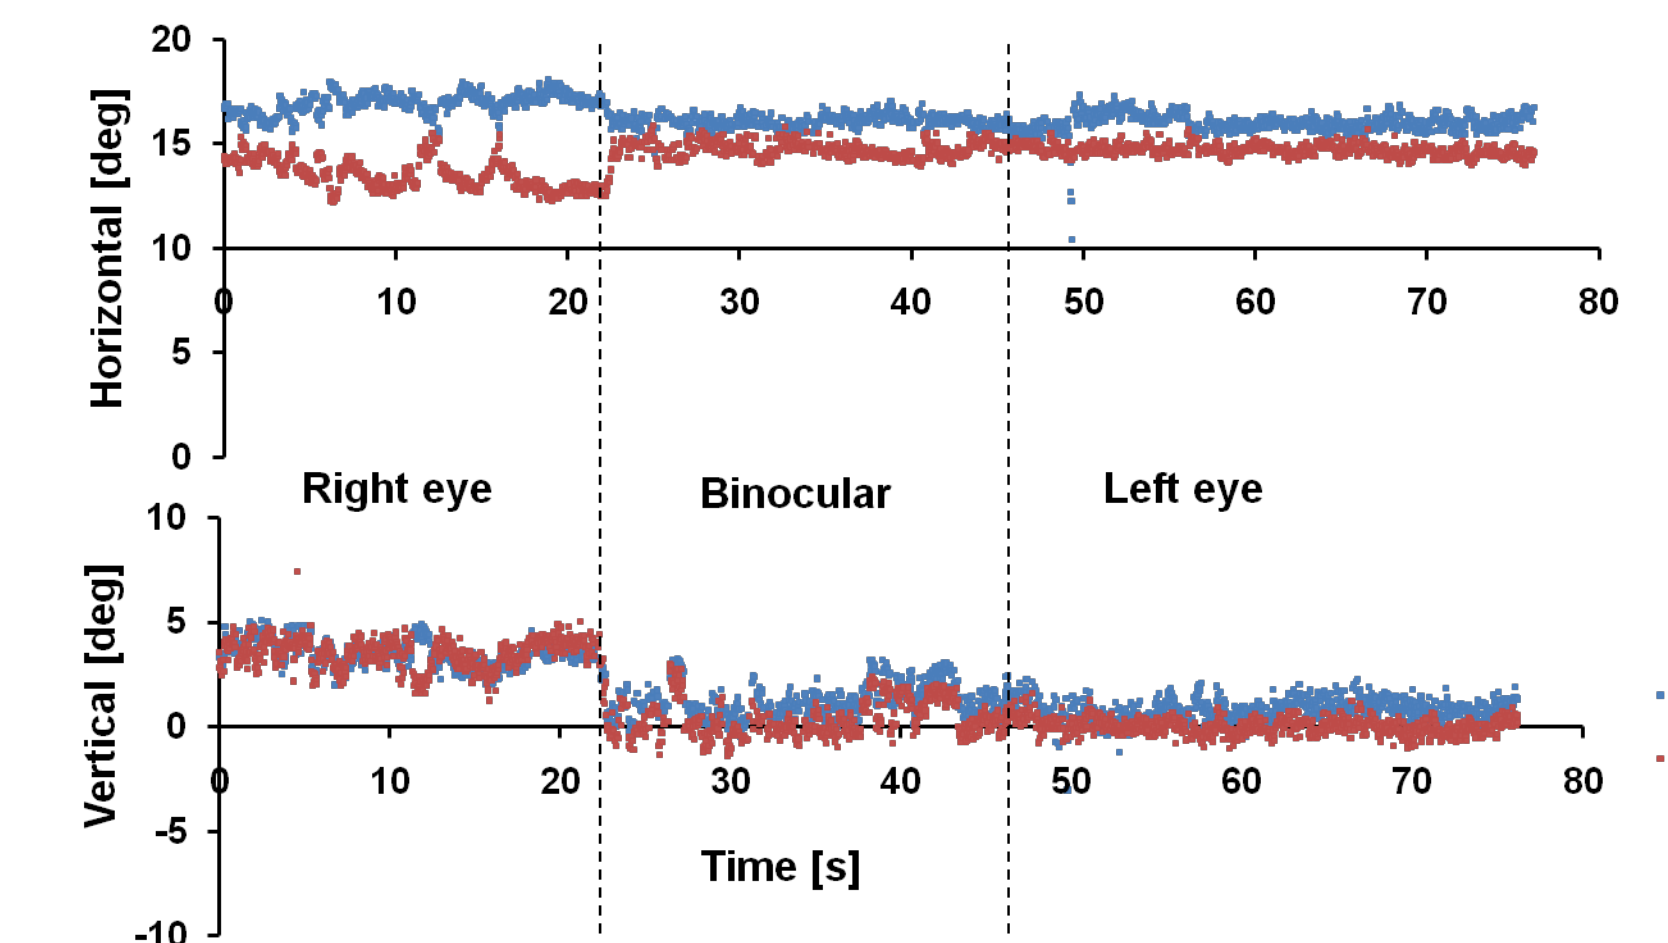 20
15
10
0 10 20 30 40 50 60 70 80
5
0
Horizontal [deg]
Right eye
Binocular
Left eye
10
5
0
0 10 20 30 40 50 60 70 80
-5
-10
Vertical [deg]
Time [s]